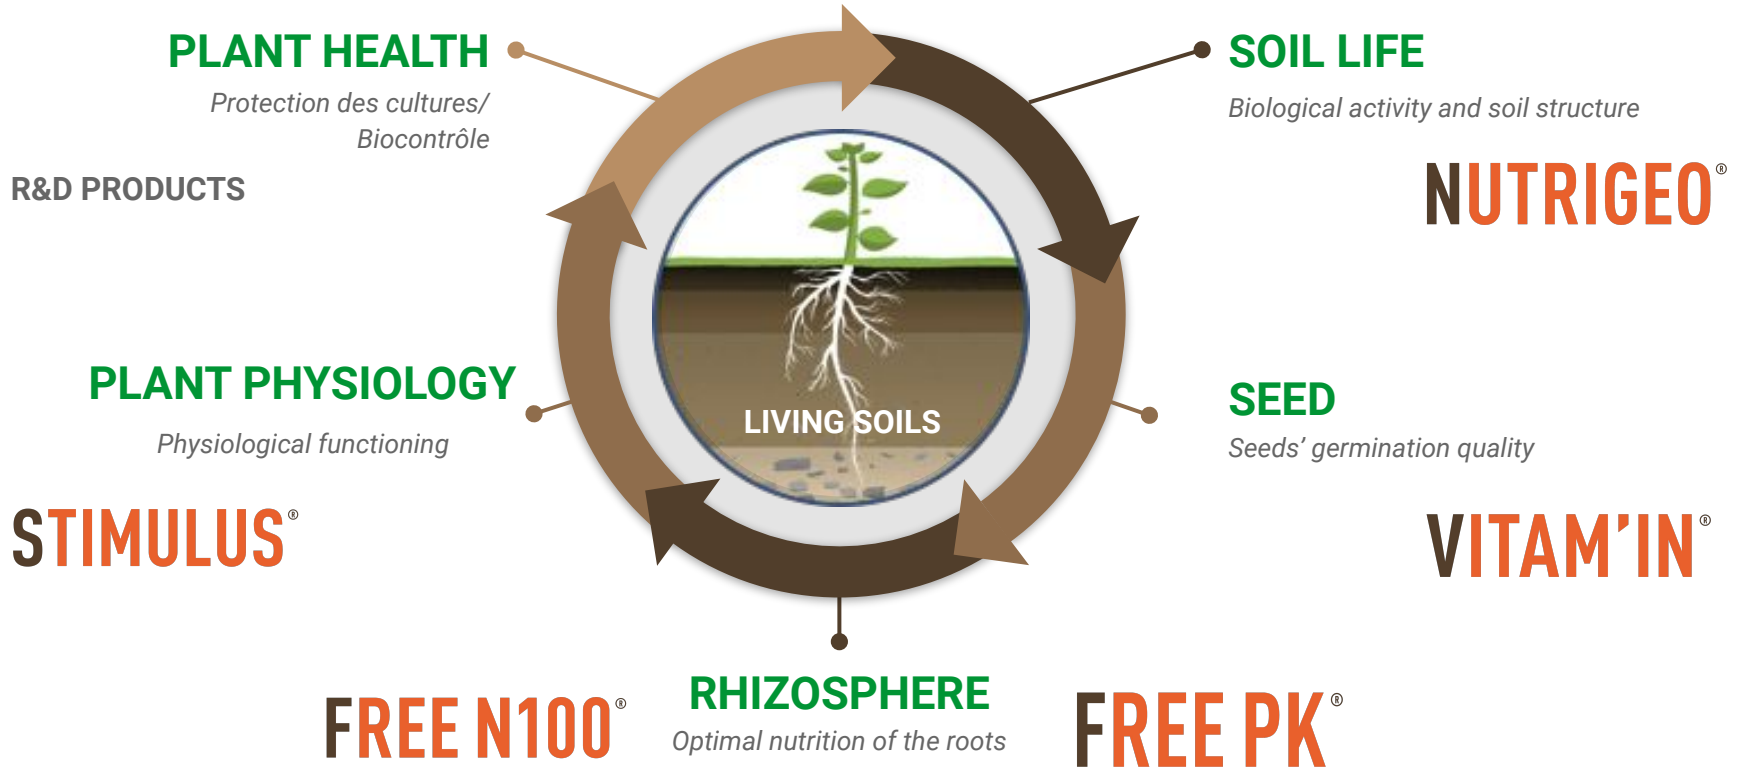 PLANT HEALTH
Protection des cultures/
Biocontrôle
R&D PRODUCTS
SOIL LIFE
Biological activity and soil structure
NUTRIGEO®
LIVING SOILS
PLANT PHYSIOLOGY
Physiological functioning
STIMULUS®
SEED
Seeds’ germination quality
VITAM’IN®
FREE N100®
RHIZOSPHERE
Optimal nutrition of the roots
FREE PK®